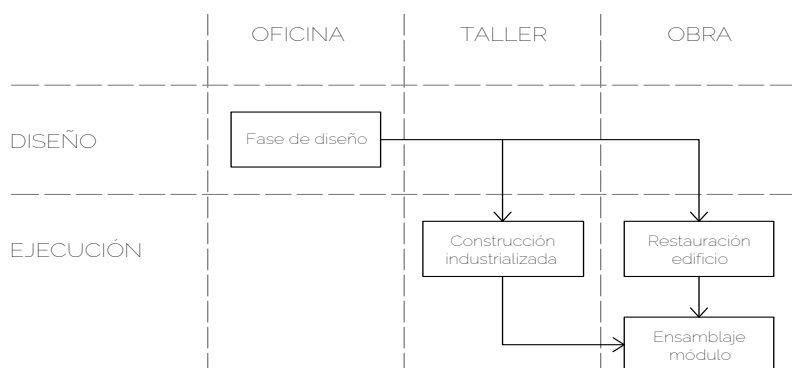 OFICINA TALLER OBRA
DISEÑO Fase de diseño
EJECUCIÓN
Construcción
industrializada
Restauración
edificio
Ensamblaje
módulo